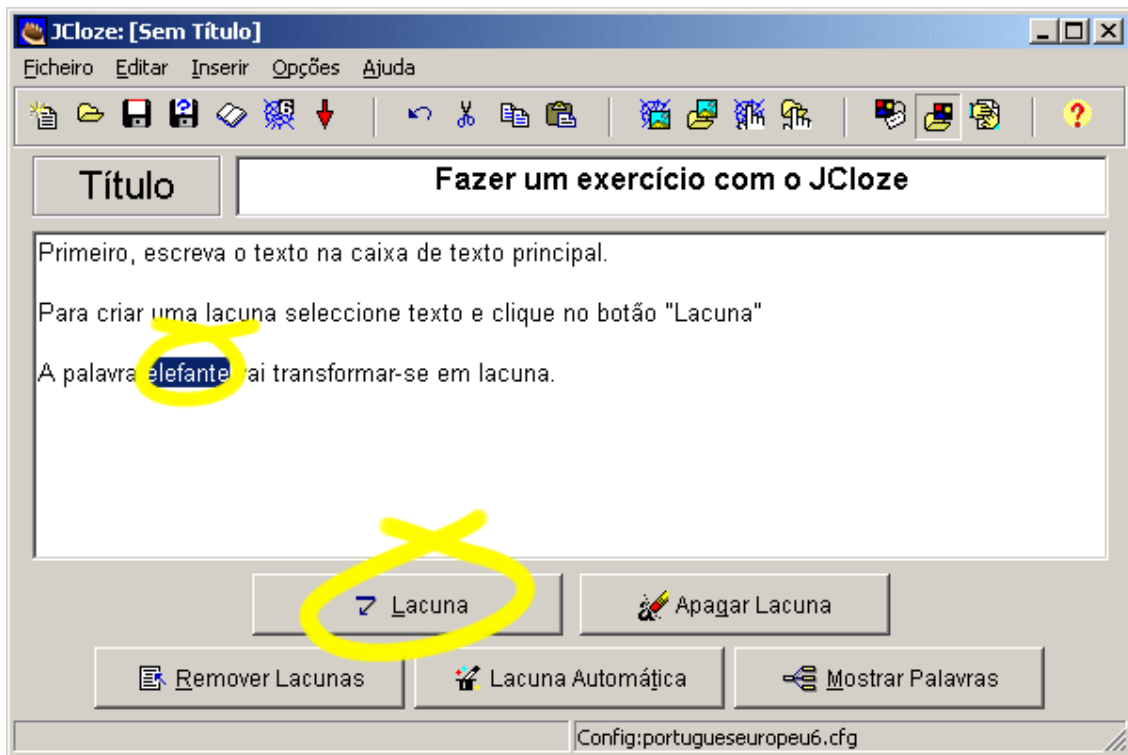 JCloze: [Sem Título]
Ficheiro Editar Inserir Opções Ajuda
Título
Fazer um exercício com o JCloze
Primeiro, escreva o texto na caixa de texto principal.
Para criar uma lacuna seleccione texto e clique no botão "Lacuna"
A palavra elefante vai transformar-se em lacuna.
Lacuna
Apagar Lacuna
Remover Lacunas
Lacuna Automática
Mostrar Palavras
Config:portugueseuropeu6.cfg